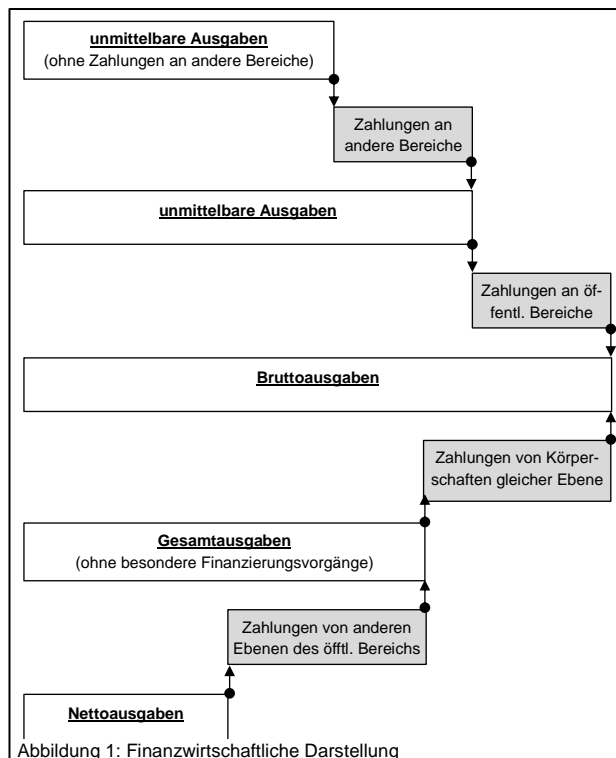 unmittelbare Ausgaben
(ohne Zahlungen an andere Bereiche)
Zahlungen an
andere Bereiche
unmittelbare Ausgaben
Zahlungen an öf-
fentl. Bereiche
Bruttoausgaben
Zahlungen von Körper-
schaften gleicher Ebene
Gesamtausgaben
(ohne besondere Finanzierungsvorgänge)
Zahlungen von anderen
Ebenen des öfftl. Bereichs
Nettoausgaben
Abbildung 1: Finanzwirtschaftliche Darstellung